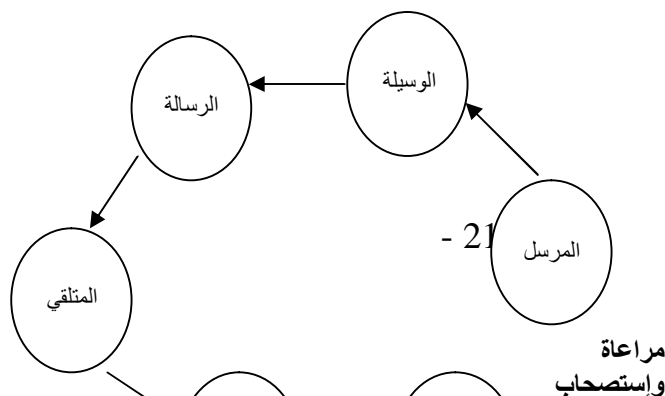 الوسيلة
الرسالة
- 21
المرسل
المتلقي
مراعاة
وإستصحاب